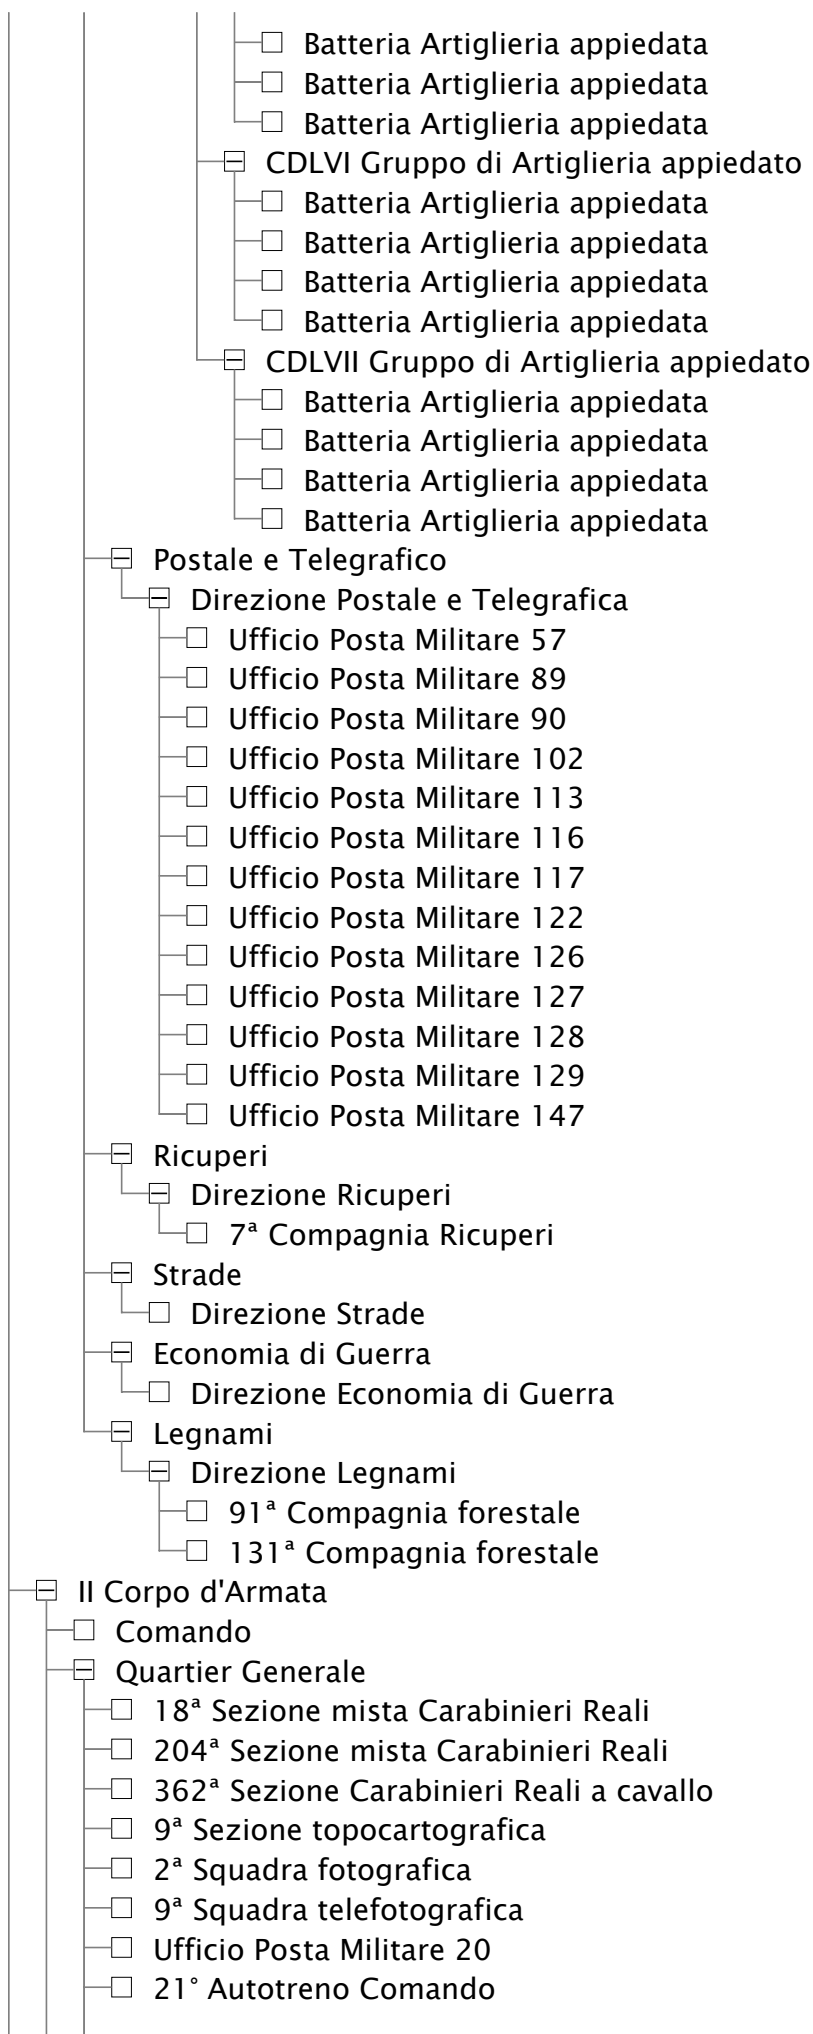 Batteria Artiglieria appiedata
Batteria Artiglieria appiedata
Batteria Artiglieria appiedata
CDLVI Gruppo di Artiglieria appiedato
Batteria Artiglieria appiedata
Batteria Artiglieria appiedata
Batteria Artiglieria appiedata
Batteria Artiglieria appiedata
CDLVII Gruppo di Artiglieria appiedato
Batteria Artiglieria appiedata
Batteria Artiglieria appiedata
Batteria Artiglieria appiedata
Batteria Artiglieria appiedata
Postale e Telegrafico
Direzione Postale e Telegrafica
Ufficio Posta Militare 57
Ufficio Posta Militare 89
Ufficio Posta Militare 90
Ufficio Posta Militare 102
Ufficio Posta Militare 113
Ufficio Posta Militare 116
Ufficio Posta Militare 117
Ufficio Posta Militare 122
Ufficio Posta Militare 126
Ufficio Posta Militare 127
Ufficio Posta Militare 128
Ufficio Posta Militare 129
Ufficio Posta Militare 147
Ricuperi
Direzione Ricuperi
7ª Compagnia Ricuperi
Strade
Direzione Strade
Economia di Guerra
Direzione Economia di Guerra
Legnami
Direzione Legnami
91ª Compagnia forestale
131ª Compagnia forestale
II Corpo d'Armata
Comando
Quartier Generale
18ª Sezione mista Carabinieri Reali
204ª Sezione mista Carabinieri Reali
362ª Sezione Carabinieri Reali a cavallo
9ª Sezione topocartografica
2ª Squadra fotografica
9ª Squadra telefotografica
Ufficio Posta Militare 20
21° Autotreno Comando